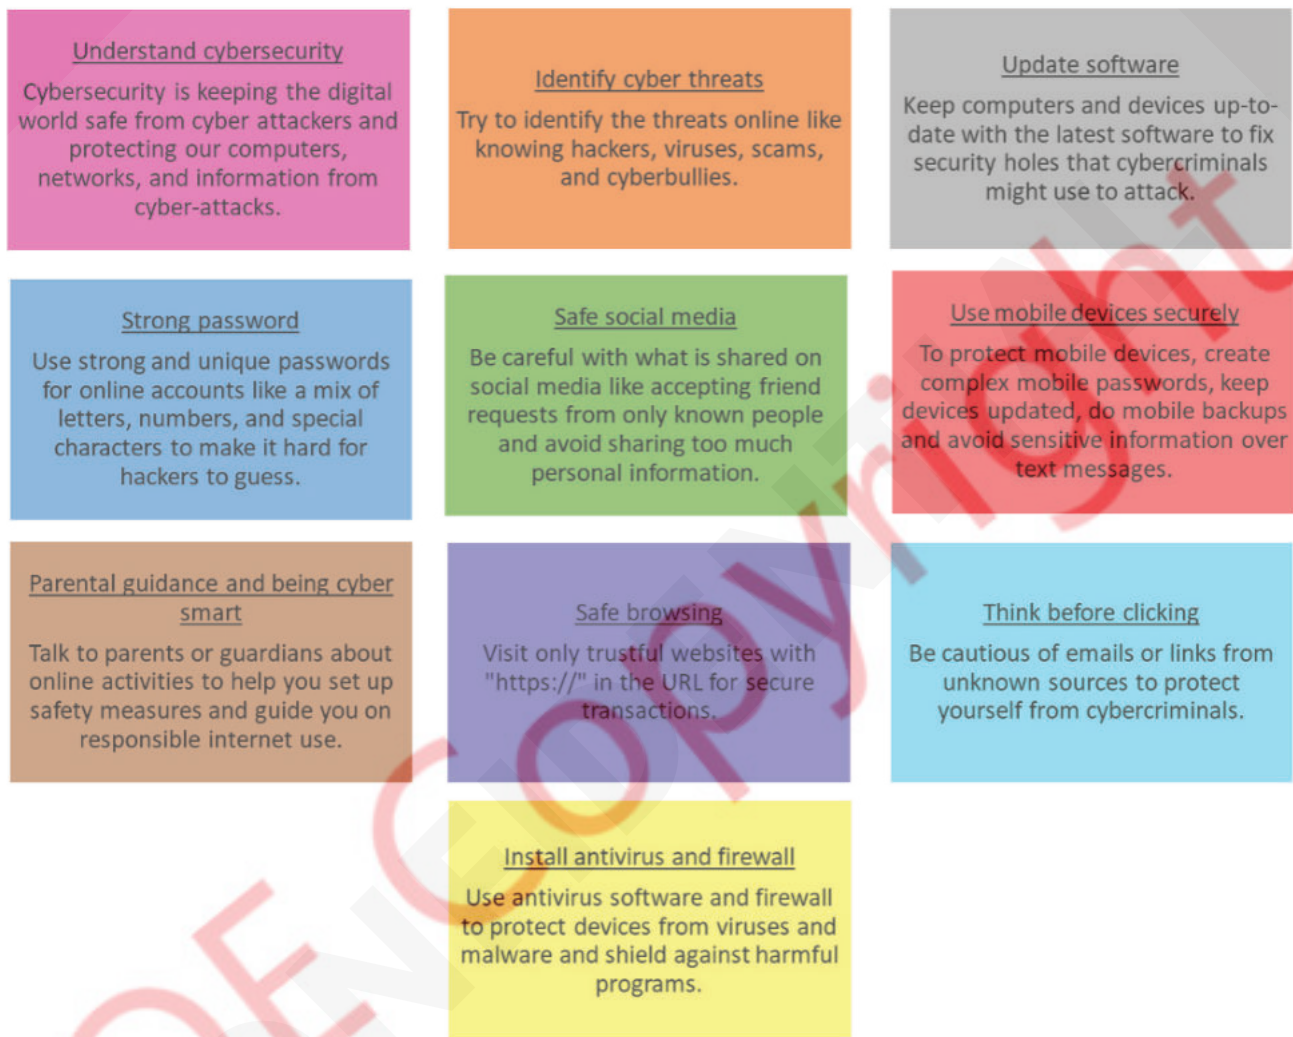 Understand cybersecurity
Cybersecurity is keeping the digital
world safe from cyber attackers and
protecting our computers,
networks, and information from
cyber-attacks.
Identify cyber threats
Try to identify the threats online like
knowing hackers, viruses, scams,
and cyberbullies.
Update software
Keep computers and devices up-to-
date with the latest software to fix
security holes that cybercriminals
might use to attack.
Strong password
Use strong and unique passwords
for online accounts like a mix of
letters, numbers, and special
characters to make it hard for
hackers to guess.
Safe social media
Be careful with what is shared on
social media like accepting friend
requests from only known people
and avoid sharing too much
personal information.
Use mobile devices securely
To protect mobile devices, create
complex mobile passwords, keep
devices updated, do mobile backups
and avoid sensitive information over
text messages.
Parental guidance and being cyber
smart
Talk to parents or guardians about
online activities to help you set up
safety measures and guide you on
responsible internet use.
Safe browsing
Visit only trustful websites with
"https://" in the URL for secure
transactions.
Think before clicking
Be cautious of emails or links from
unknown sources to protect
yourself from cybercriminals.
Install antivirus and firewall
Use antivirus software and firewall
to protect devices from viruses and
malware and shield against harmful
programs.
Copyright